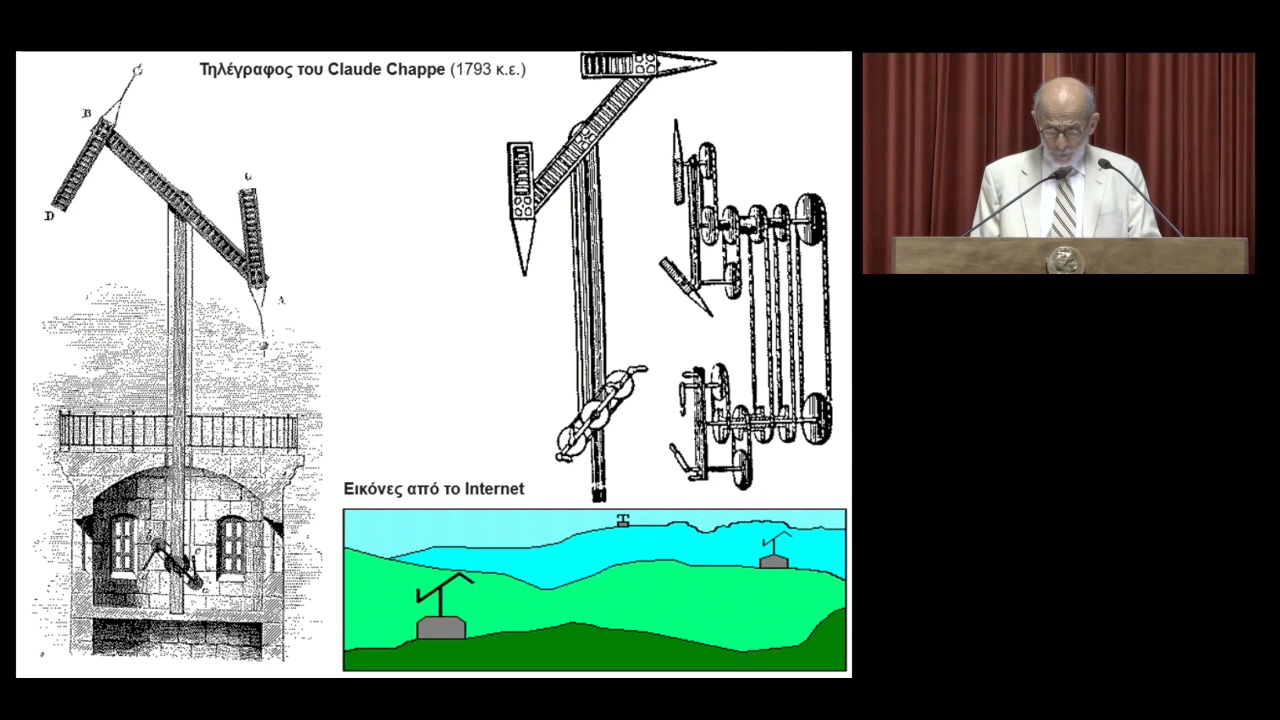 Τηλέγραφος του Claude Chappe (1793 κ.ε.)
B
D
A
Εικόνες από το Internet